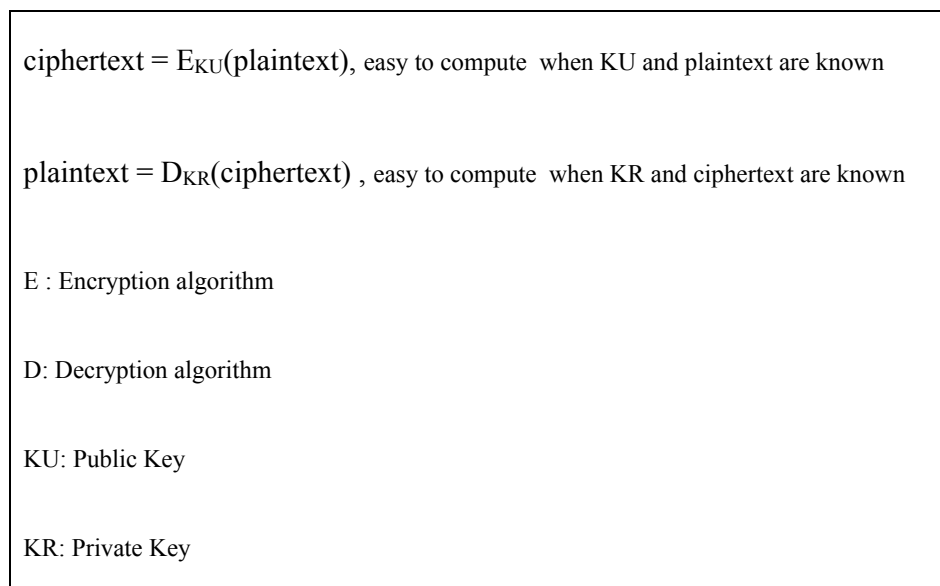 ciphertext = EKU(plaintext), easy to compute when KU and plaintext are known
plaintext = DKR(ciphertext) , easy to compute when KR and ciphertext are known
E : Encryption algorithm
D: Decryption algorithm
KU: Public Key
KR: Private Key